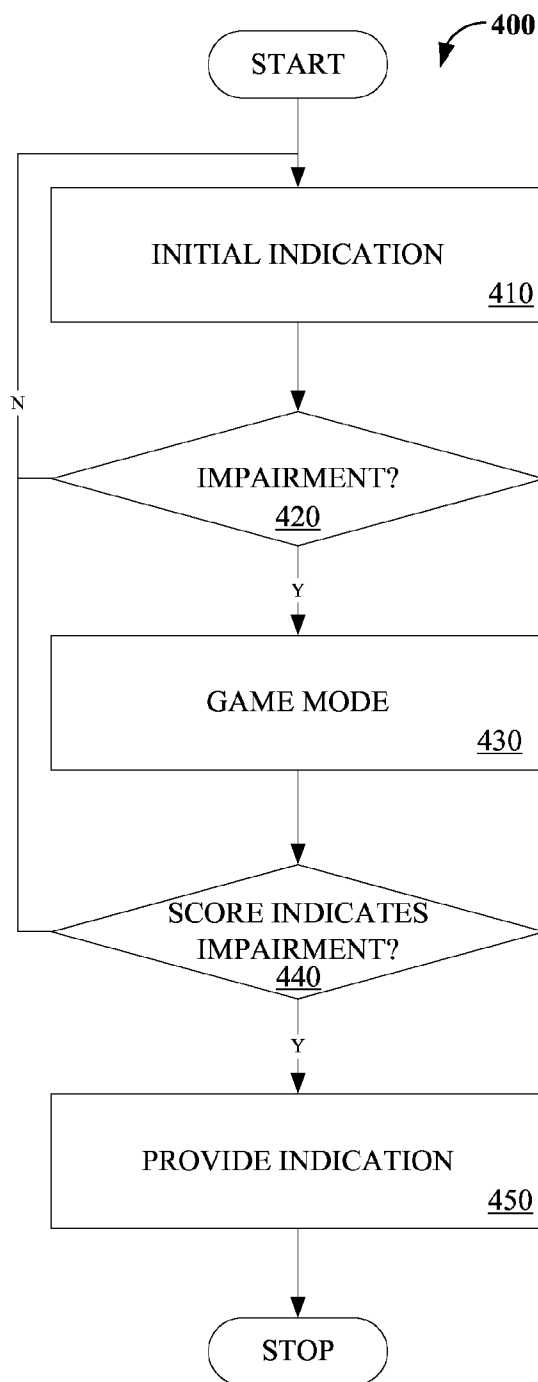 400
START
INITIAL INDICATION
410
N
IMPAIRMENT?
420
Y
GAME MODE
430
SCORE INDICATES
IMPAIRMENT?
440
Y
PROVIDE INDICATION
450
STOP